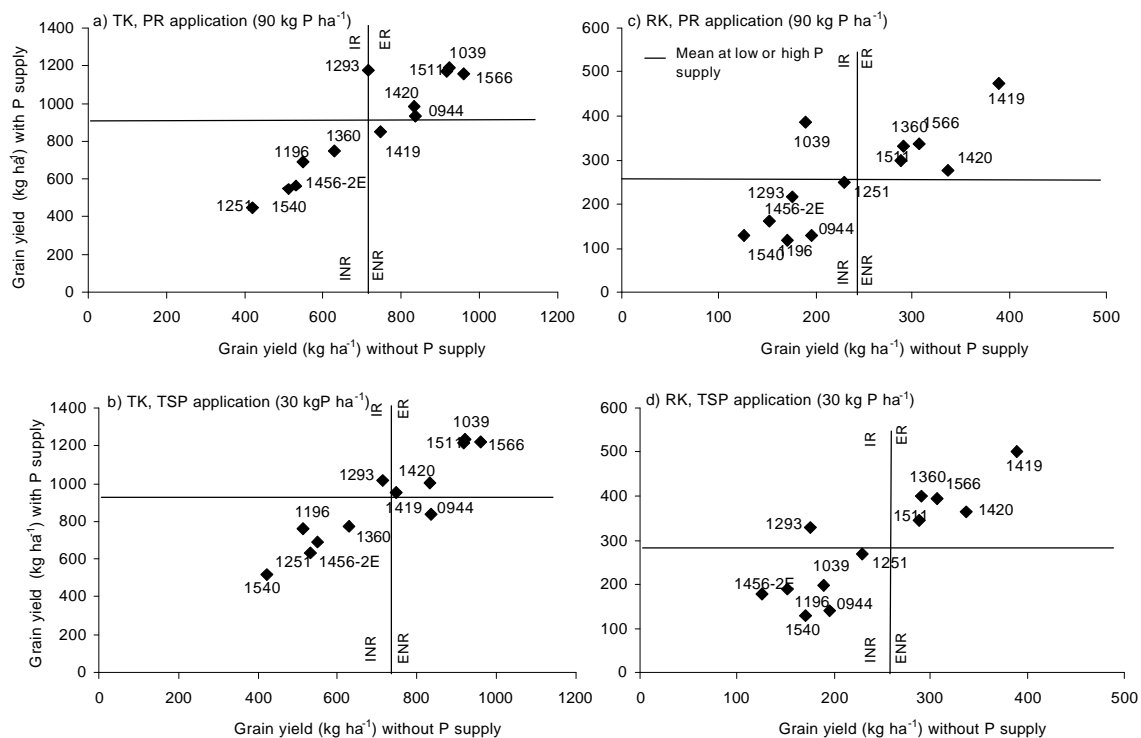 a) TK, PR application (90 kg P ha-1)
Grain yield (kg ha-1) with P supply
1400
1200
1000
800
600
400
200
0
IR
ER
1293
1039
1511
1566
1420
0944
1360
1419
1196
1456-2E
1251
1540
INR
ENR
0 200 400 600 800 1000 1200
Grain yield (kg ha-1) without P supply
c) RK, PR application (90 kg P ha-1)
600
500
400
300
200
100
0
IR
ER
Mean at low or high P
supply
1419
1039
1360
1566
1511
1420
1293
1251
1456-2E
0944
1540
1196
INR
ENR
0 100 200 300 400 500
Grain yield (kg ha-1) without P supply
b) TK, TSP application (30 kgP ha-1)
Grain yield (kg ha-1) with P supply
1400
1200
1000
800
600
400
200
0
IR
ER
1039
1511
1566
1293
1420
1419
0944
1196
1360
1251
1456-2E
1540
INR
ENR
0 200 400 600 800 1000 1200
Grain yield (kg ha-1) without P supply
d) RK, TSP application (30 kg P ha-1)
600
500
400
300
200
100
0
IR
ER
1419
1360
1566
1511
1420
1293
1039
1251
1456-2E
1196
0944
1540
INR
ENR
0 100 200 300 400 500
Grain yield (kg ha-1) without P supply